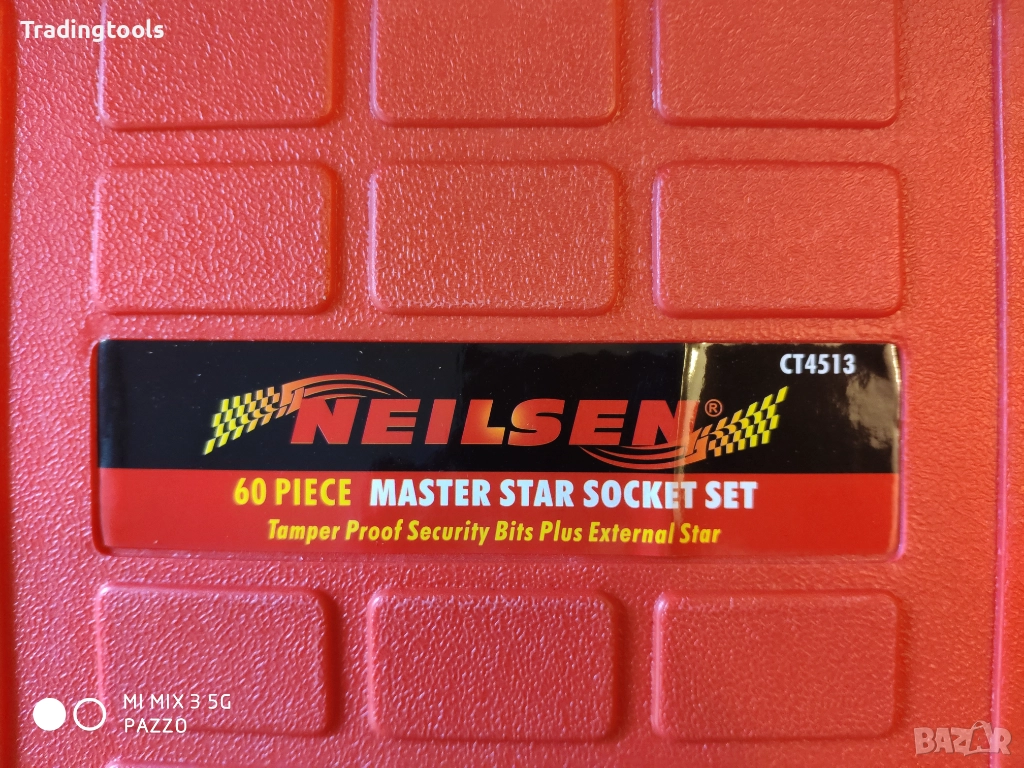 Tradingtools
CT4513
NEILSEN®
60 PIECE MASTER STAR SOCKET SET
Tamper Proof Security Bits Plus External Star
MI MIX 3 5G
PAZZO
BAZAR